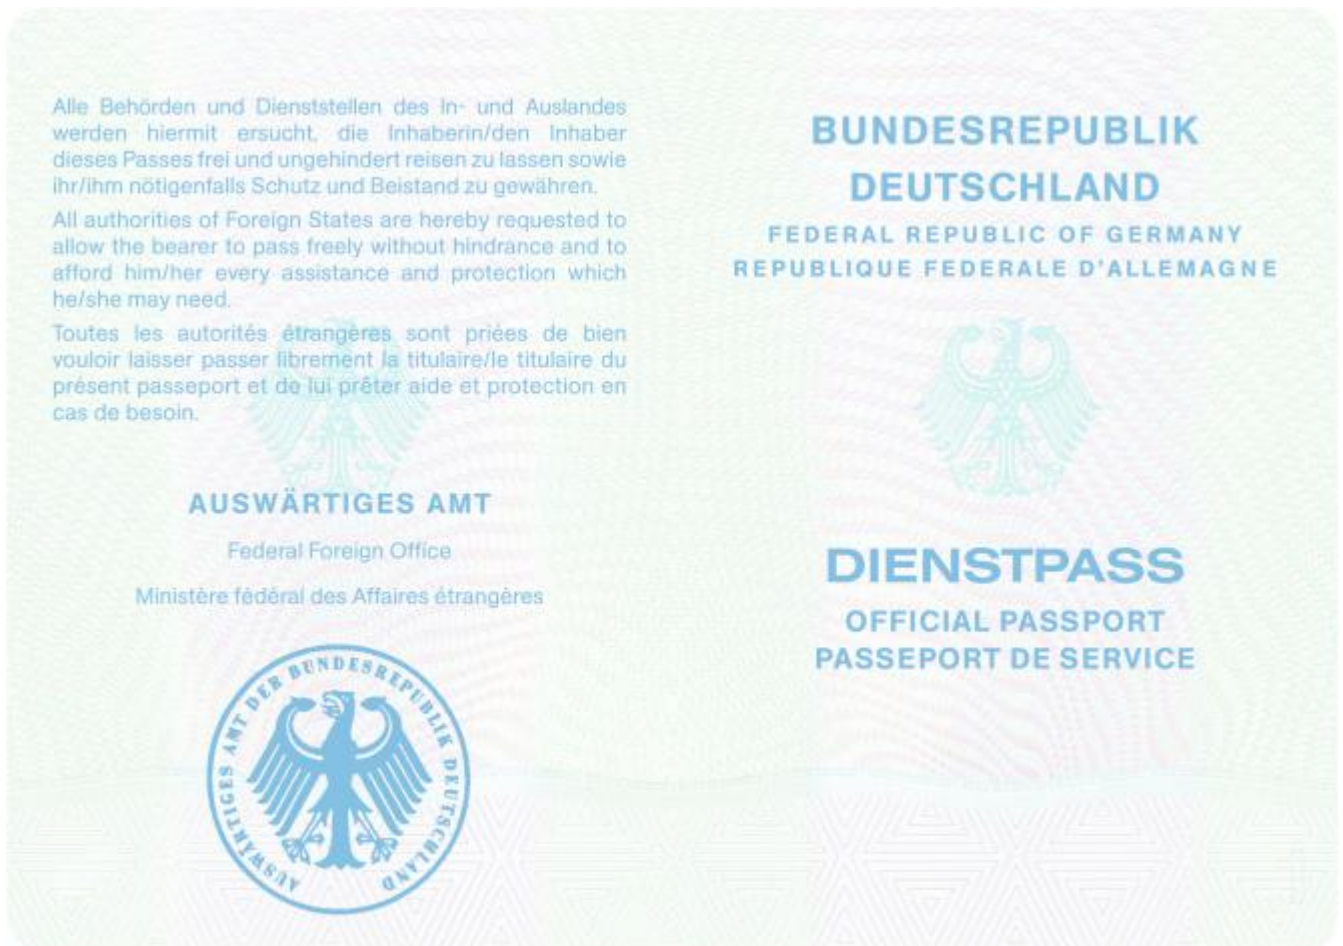 Alle Behörden und Dienststellen des In- und Auslandes
werden hiermit ersucht, die Inhaberin/den Inhaber
dieses Passes frei und ungehindert reisen zu lassen sowie
ihr/ihm nötigenfalls Schutz und Beistand zu gewähren.
All authorities of Foreign States are hereby requested to
allow the bearer to pass freely without hindrance and to
afford him/her every assistance and protection which
he/she may need.
Toutes les autorités étrangères sont priées de bien
vouloir laisser passer librement la titulaire/le titulaire du
présent passeport et de lui prêter aide et protection en
cas de besoin.
AUSWÄRTIGES AMT
Federal Foreign Office
Ministère fédéral des Affaires étrangères
AUSWÄRTIGES AMT DER BUNDESREPUBLIK DEUTSCHLAND
BUNDESREPUBLIK
DEUTSCHLAND
FEDERAL REPUBLIC OF GERMANY
REPUBLIQUE FEDERALE D'ALLEMAGNE
DIENSTPASS
OFFICIAL PASSPORT
PASSEPORT DE SERVICE
1